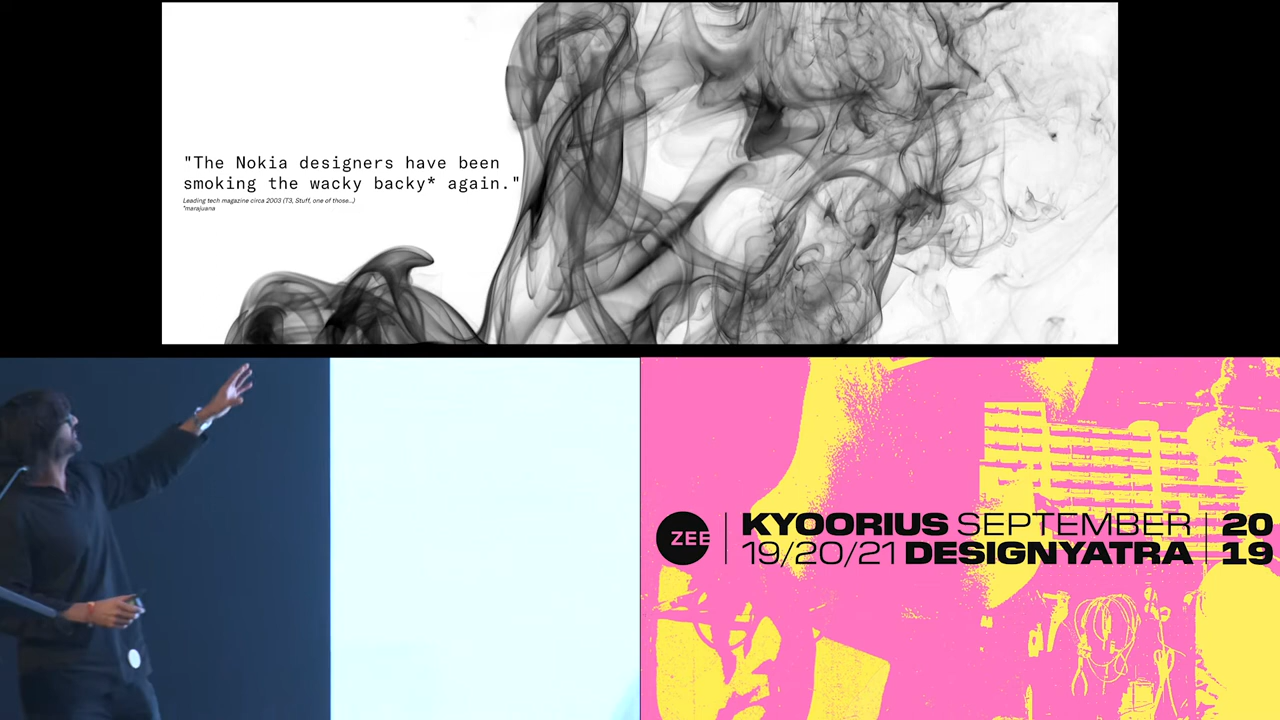 "The Nokia designers have been
smoking the wacky backy* again."
Leading tech magazine circa 2003 (T3, Stuff, one of those...)
*marajuana
ZEE
KYOORIUS SEPTEMBER
19/20/21 DESIGNYATRA
20
19